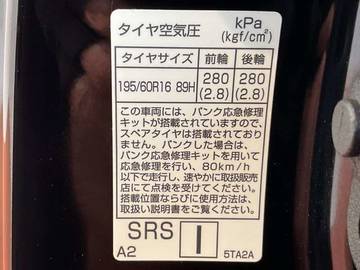 タイヤ空気圧 kPa
(kgf/cm²)
タイヤサイズ 前輪 後輪
195/60R16 89H 280 280
(2.8) (2.8)
この車両には、パンク応急修理
キットが搭載されていますので、
スペアタイヤは搭載されており
ません。パンクした場合は、
パンク応急修理キットを用いて
応急修理を行い、80km/h
以下で走行し、速やかに取扱販売
店にて点検を受けてください。
搭載位置ならびに使用方法は、
取扱い説明書をご覧ください。
SRS I
A2 5TA2A